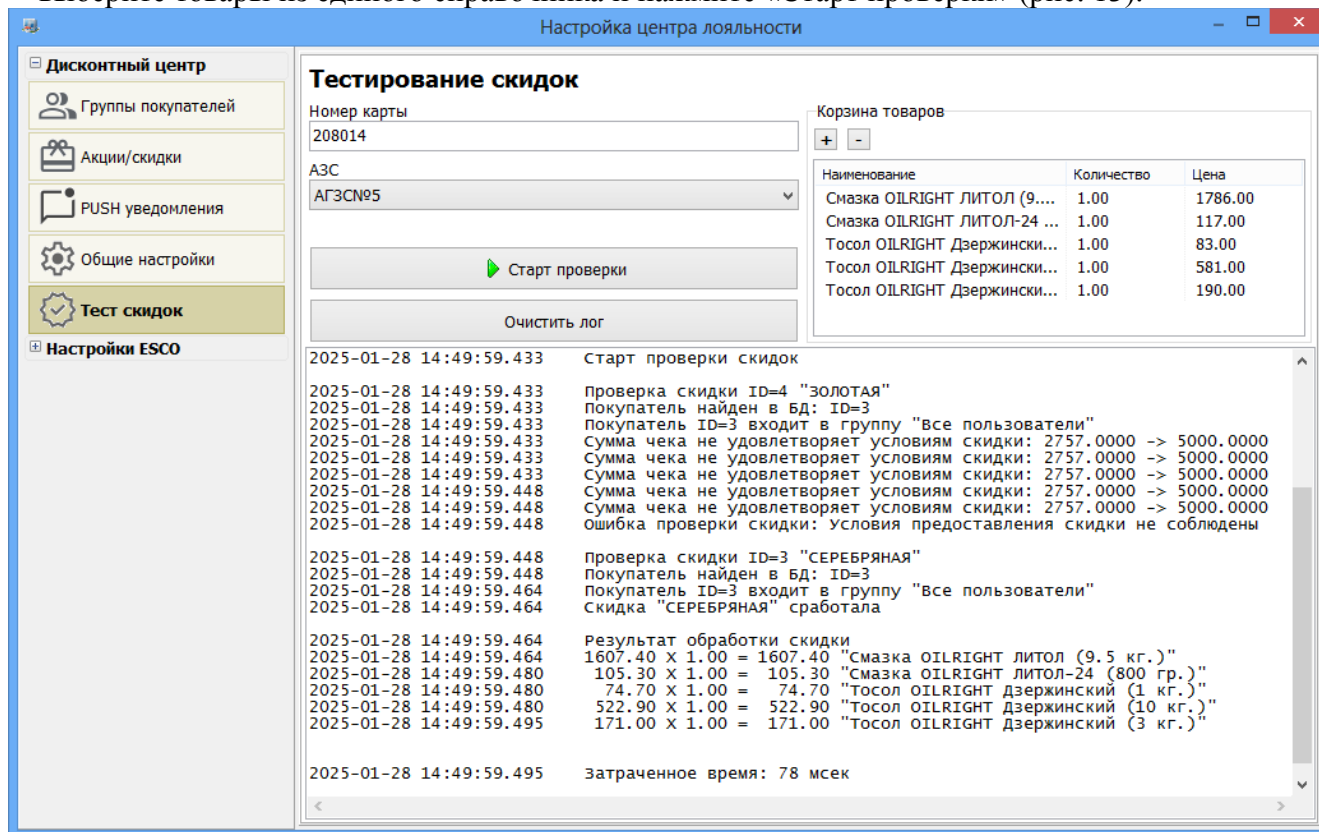 Выберите товары из единого справочника и нажмите «Старт проверки» (рис. 15).
Настройка центра лояльности
Дисконтный центр
Группы покупателей
Акции/скидки
PUSH уведомления
Общие настройки
Тест скидок
Настройки ESCO
Тестирование скидок
Номер карты
208014
АЗС
АГЗС№5
Старт проверки
Очистить лог
Корзина товаров
+ -
Наименование Количество Цена
Смазка OILRIGHT ЛИТОЛ (9.... 1.00 1786.00
Смазка OILRIGHT ЛИТОЛ-24 ... 1.00 117.00
Тосол OILRIGHT Дзержински... 1.00 83.00
Тосол OILRIGHT Дзержински... 1.00 581.00
Тосол OILRIGHT Дзержински... 1.00 190.00
2025-01-28 14:49:59.433 Старт проверки скидок
2025-01-28 14:49:59.433 Проверка скидки ID=4 "ЗОЛОТАЯ"
2025-01-28 14:49:59.433 Покупатель найден в БД: ID=3
2025-01-28 14:49:59.433 Покупатель ID=3 входит в группу "Все пользователи"
2025-01-28 14:49:59.433 Сумма чека не удовлетворяет условиям скидки: 2757.0000 -> 5000.0000
2025-01-28 14:49:59.433 Сумма чека не удовлетворяет условиям скидки: 2757.0000 -> 5000.0000
2025-01-28 14:49:59.433 Сумма чека не удовлетворяет условиям скидки: 2757.0000 -> 5000.0000
2025-01-28 14:49:59.448 Сумма чека не удовлетворяет условиям скидки: 2757.0000 -> 5000.0000
2025-01-28 14:49:59.448 Сумма чека не удовлетворяет условиям скидки: 2757.0000 -> 5000.0000
2025-01-28 14:49:59.448 Ошибка проверки скидки: Условия предоставления скидки не соблюдены
2025-01-28 14:49:59.448 Проверка скидки ID=3 "СЕРЕБРЯНАЯ"
2025-01-28 14:49:59.448 Покупатель найден в БД: ID=3
2025-01-28 14:49:59.464 Покупатель ID=3 входит в группу "Все пользователи"
2025-01-28 14:49:59.464 Скидка "СЕРЕБРЯНАЯ" сработала
2025-01-28 14:49:59.464 Результат обработки скидки
2025-01-28 14:49:59.464 1607.40 X 1.00 = 1607.40 "Смазка OILRIGHT ЛИТОЛ (9.5 кг.)"
2025-01-28 14:49:59.480 105.30 X 1.00 = 105.30 "Смазка OILRIGHT ЛИТОЛ-24 (800 гр.)"
2025-01-28 14:49:59.480 74.70 X 1.00 = 74.70 "Тосол OILRIGHT Дзержинский (1 кг.)"
2025-01-28 14:49:59.480 522.90 X 1.00 = 522.90 "Тосол OILRIGHT Дзержинский (10 кг.)"
2025-01-28 14:49:59.495 171.00 X 1.00 = 171.00 "Тосол OILRIGHT Дзержинский (3 кг.)"
2025-01-28 14:49:59.495 Затраченное время: 78 мсек